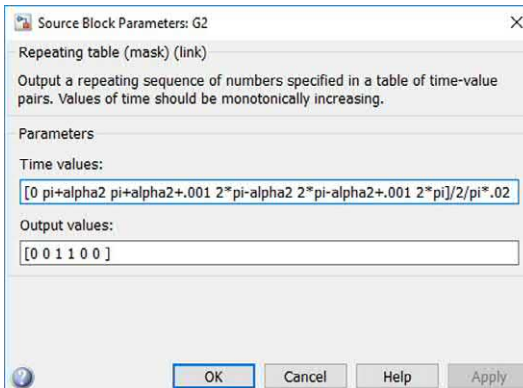 Source Block Parameters: G2
Repeating table (mask) (link)
Output a repeating sequence of numbers specified in a table of time-value
pairs. Values of time should be monotonically increasing.
Parameters
Time values:
[0 pi+alpha2 pi+alpha2+.001 2*pi-alpha2 2*pi-alpha2+.001 2*pi]/2/pi*.02
Output values:
[0 0 1 1 0 0 ]
OK Cancel Help Apply